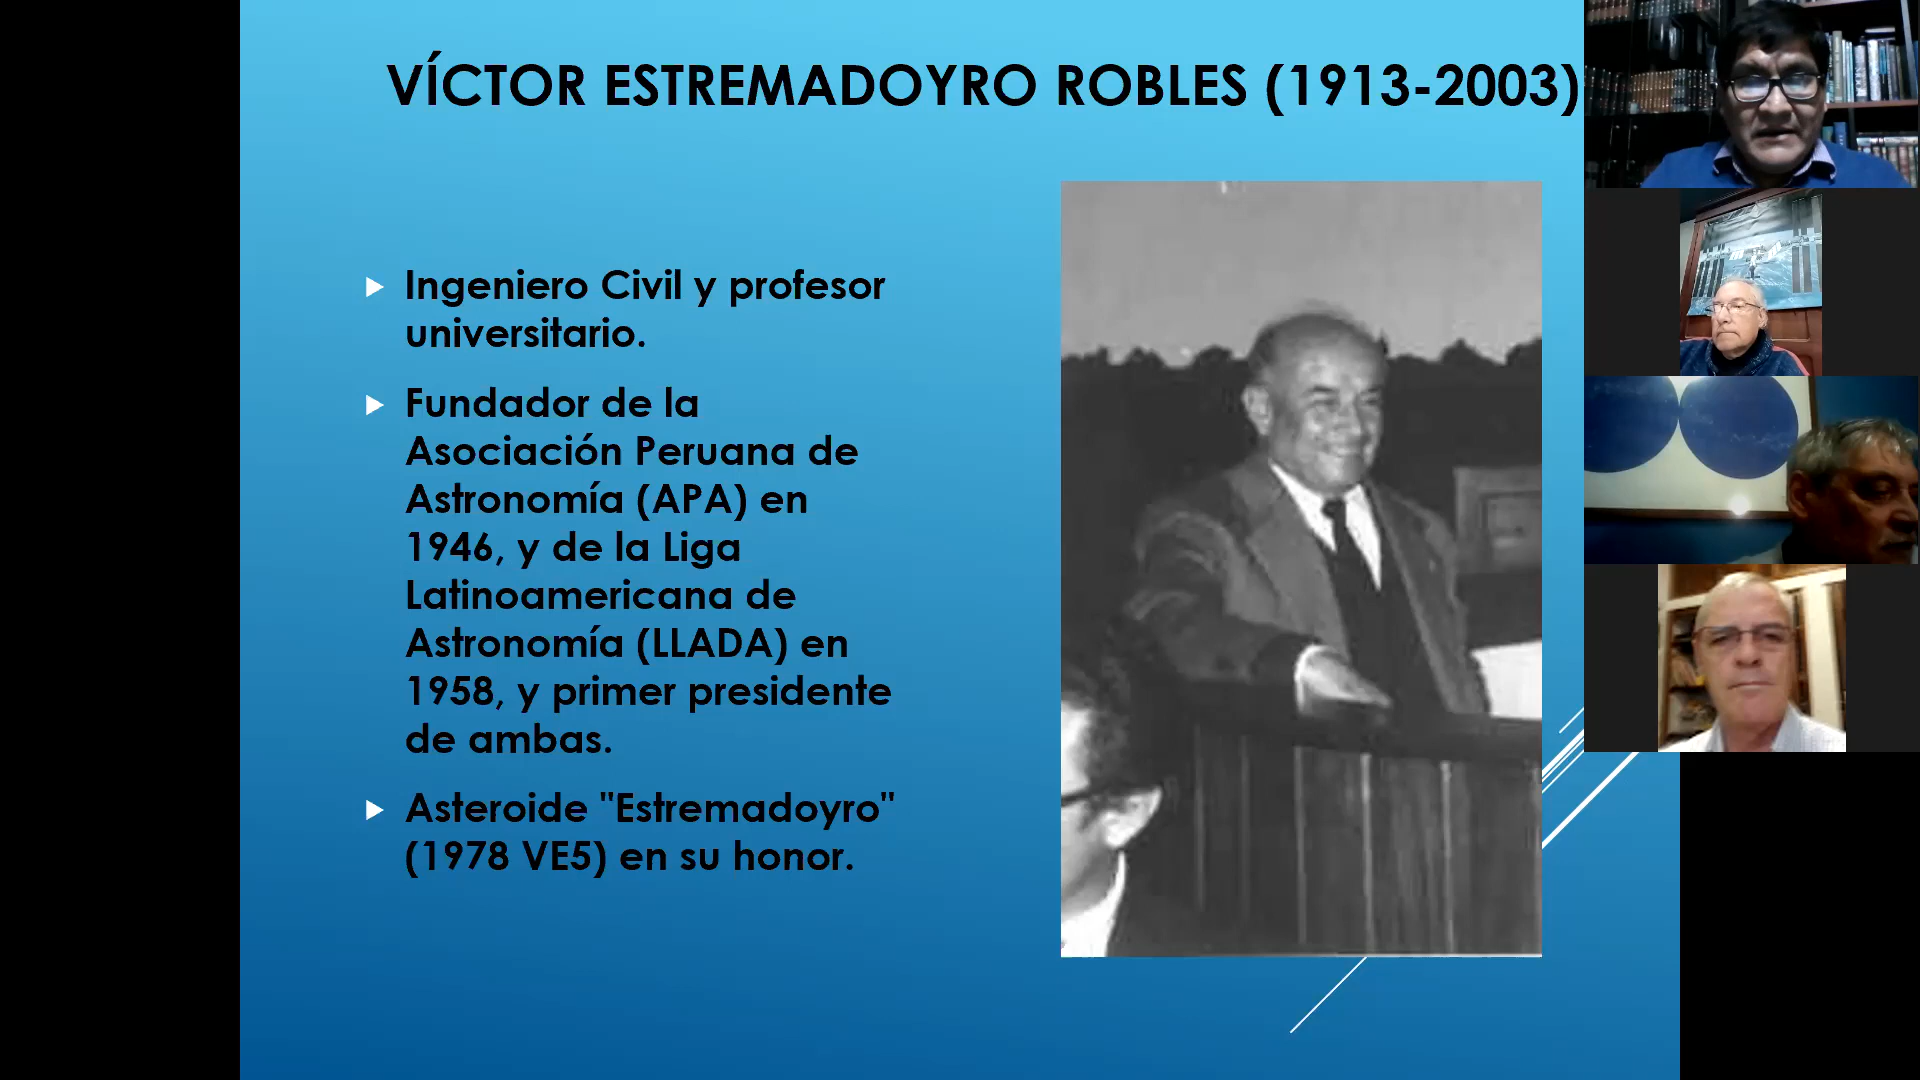 VÍCTOR ESTREMADOYRO ROBLES (1913-2003)
Ingeniero Civil y profesor
universitario.
Fundador de la
Asociación Peruana de
Astronomía (APA) en
1946, y de la Liga
Latinoamericana de
Astronomía (LLADA) en
1958, y primer presidente
de ambas.
Asteroide "Estremadoyro"
(1978 VE5) en su honor.